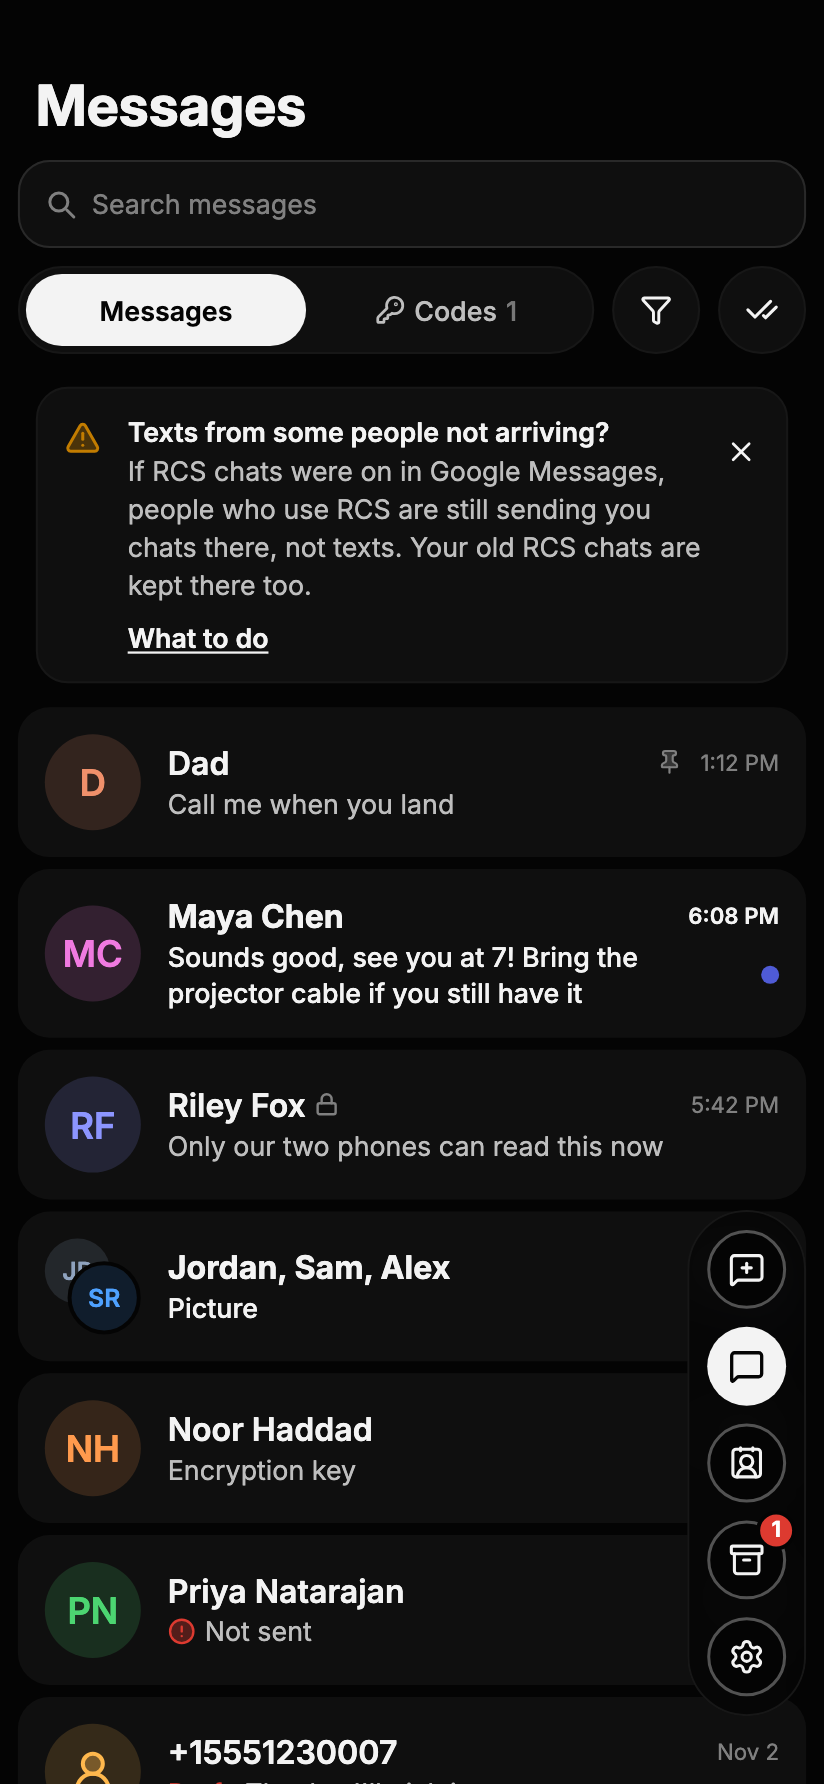 Messages
Search messages
Messages
Codes 1
Texts from some people not arriving?
If RCS chats were on in Google Messages,
people who use RCS are still sending you
chats there, not texts. Your old RCS chats are
kept there too.
What to do
D
Dad
1:12 PM
Call me when you land
MC
Maya Chen
6:08 PM
Sounds good, see you at 7! Bring the
projector cable if you still have it
RF
Riley Fox
5:42 PM
Only our two phones can read this now
SR
Jordan, Sam, Alex
Picture
NH
Noor Haddad
Encryption key
1
PN
Priya Natarajan
Not sent
+15551230007
Nov 2